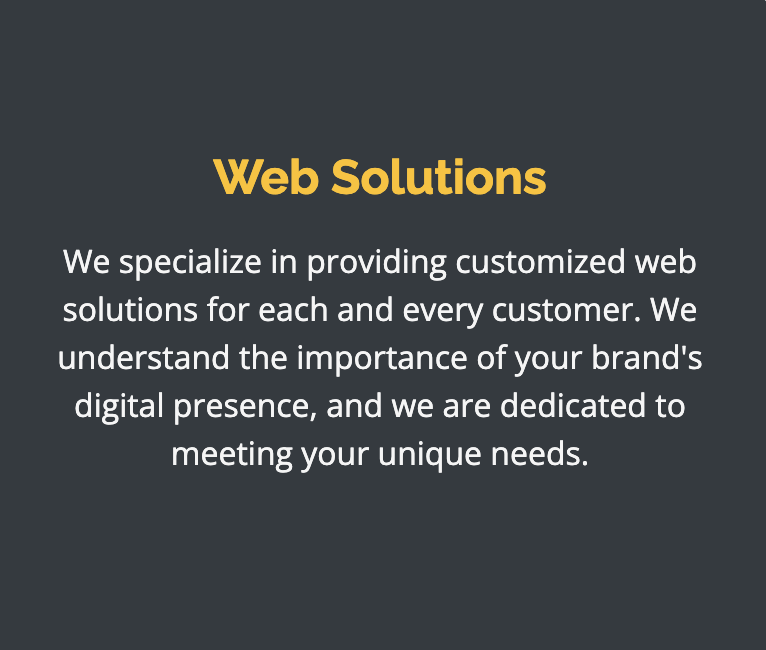 Web Solutions
We specialize in providing customized web
solutions for each and every customer. We
understand the importance of your brand's
digital presence, and we are dedicated to
meeting your unique needs.